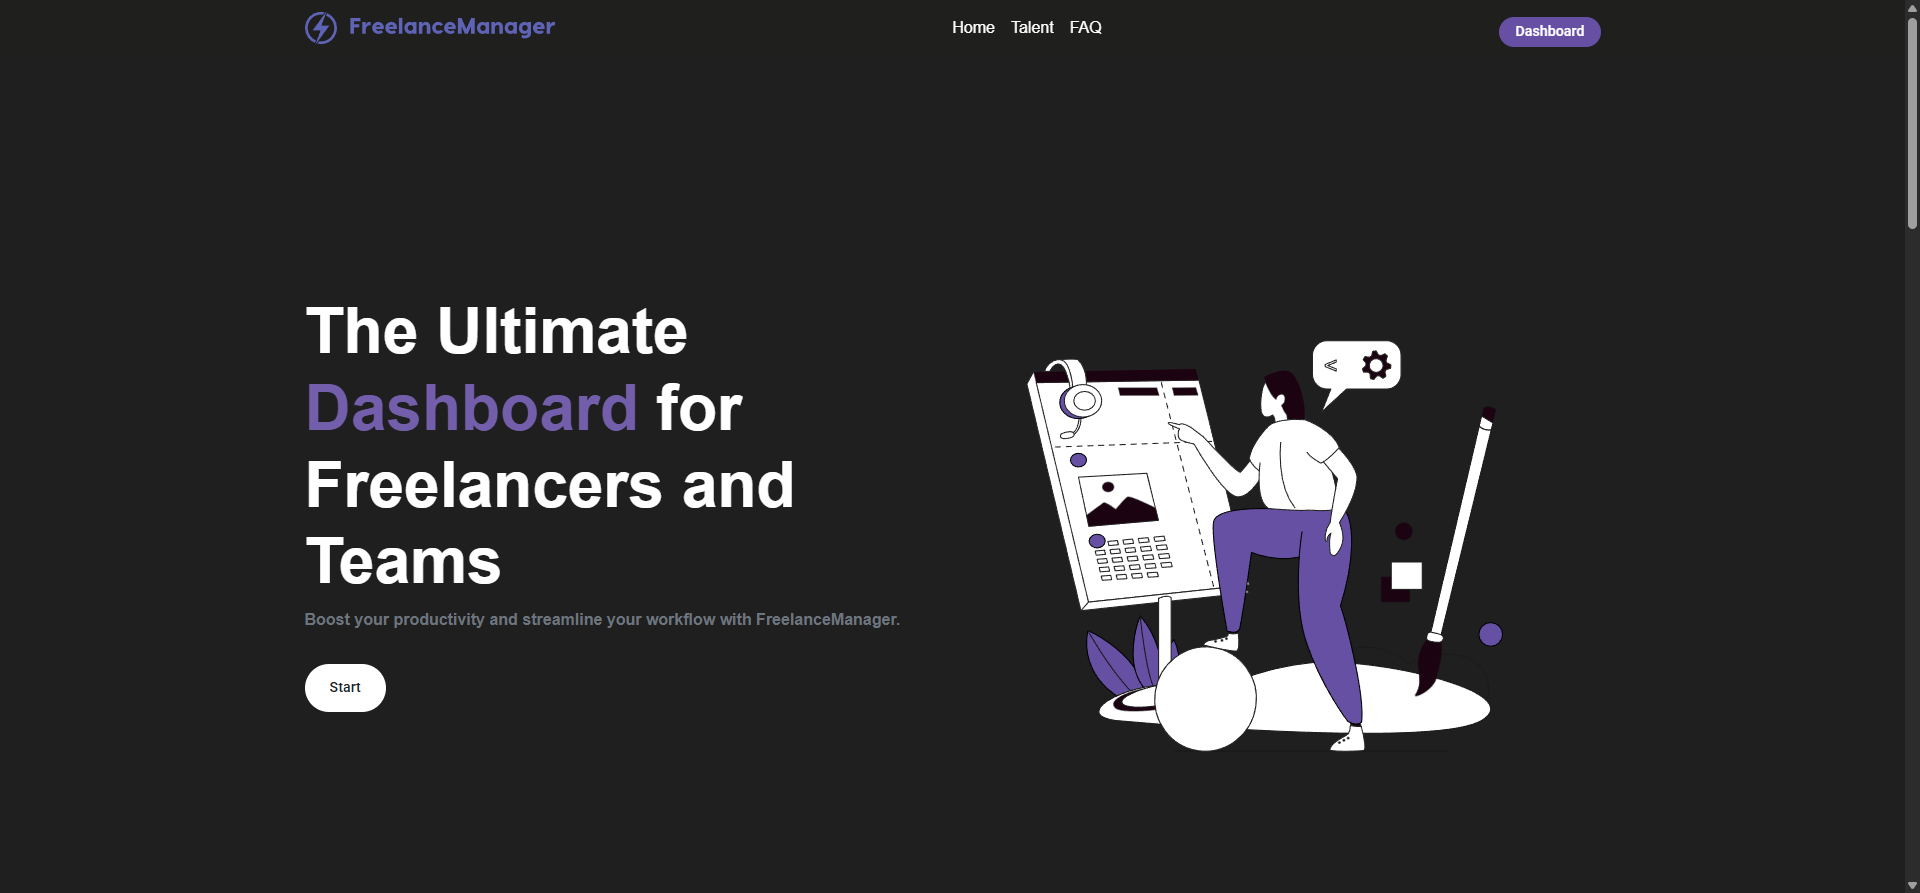 FreelanceManager
Home Talent FAQ
Dashboard
The Ultimate
Dashboard for
Freelancers and
Teams
Boost your productivity and streamline your workflow with FreelanceManager.
Start
<